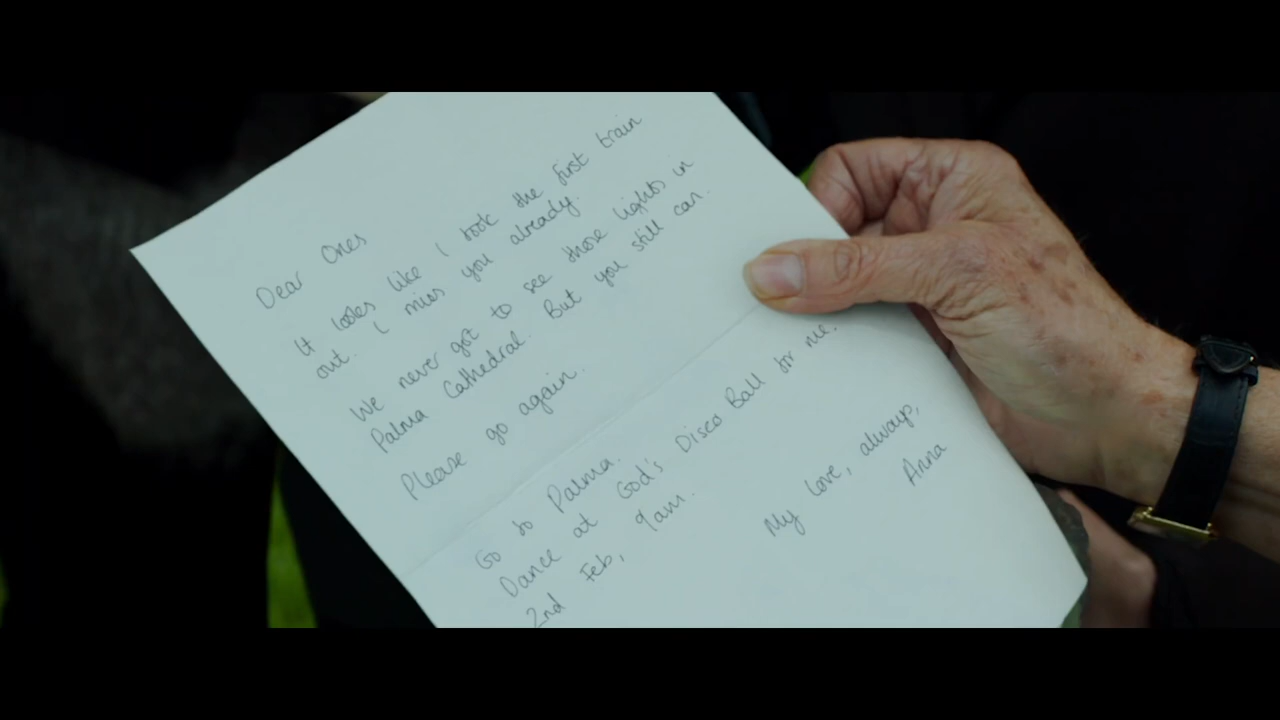 Dear Ones
It looks like I took the first train
out. I miss you already.
We never got to see those lights in
Palma Cathedral. But you still can.
Please go again.
Go to Palma.
Dance at God's Disco Ball for me.
2nd Feb, 9am.
My love, always,
Anna